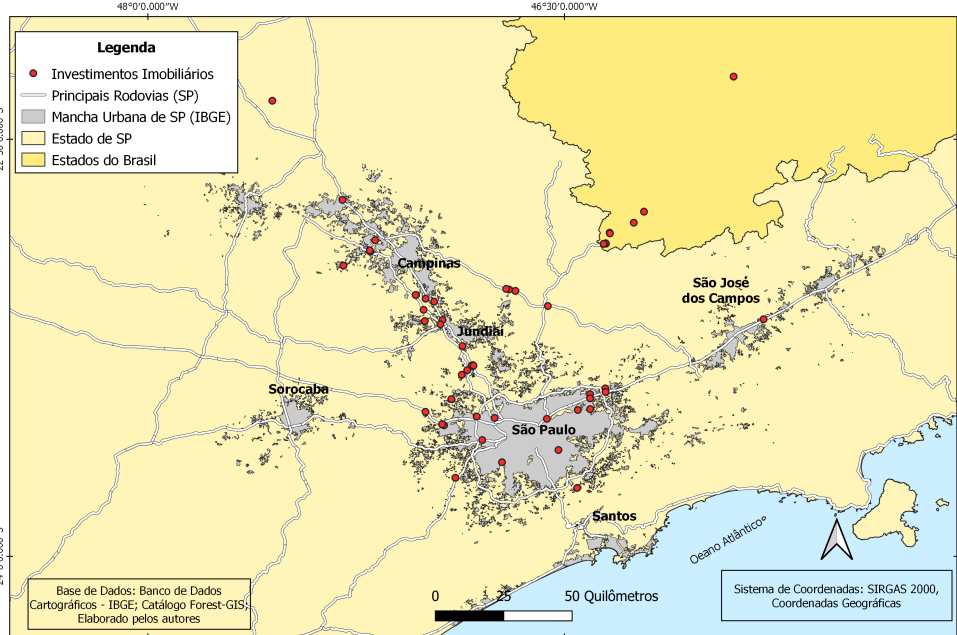 48°0'0.000"W
46°30'0.000"W
Legenda
Investimentos Imobiliários
Principais Rodovias (SP)
Mancha Urbana de SP (IBGE)
Estado de SP
Estados do Brasil
Campinas
São José
dos Campos
Jundiaí
Sorocaba
São Paulo
Santos
Oceano Atlântico
Base de Dados: Banco de Dados
Cartográficos - IBGE; Catálogo Forest-GIS;
Elaborado pelos autores
0 25 50 Quilômetros
Sistema de Coordenadas: SIRGAS 2000,
Coordenadas Geográficas